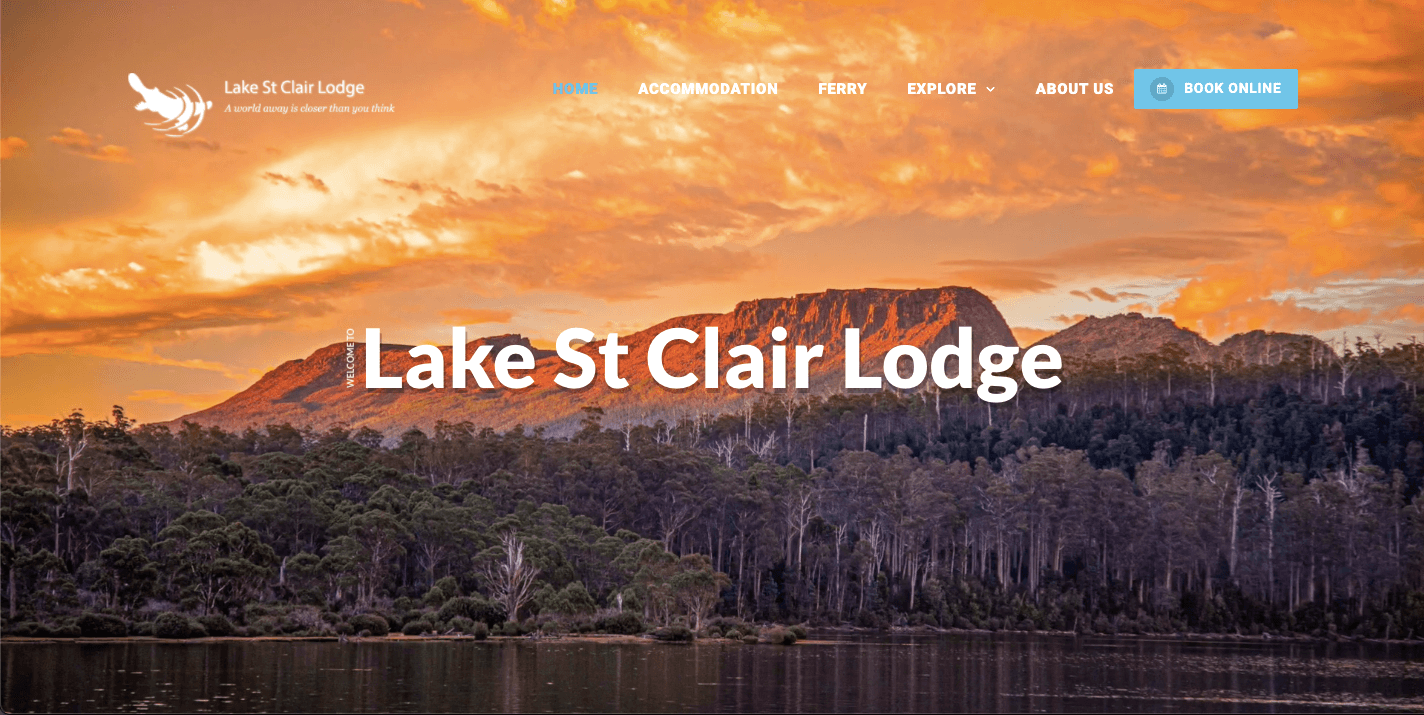 Lake St Clair Lodge
A world away is closer than you think
HOME
ACCOMMODATION
FERRY
EXPLORE
ABOUT US
BOOK ONLINE
WELCOME TO
Lake St Clair Lodge